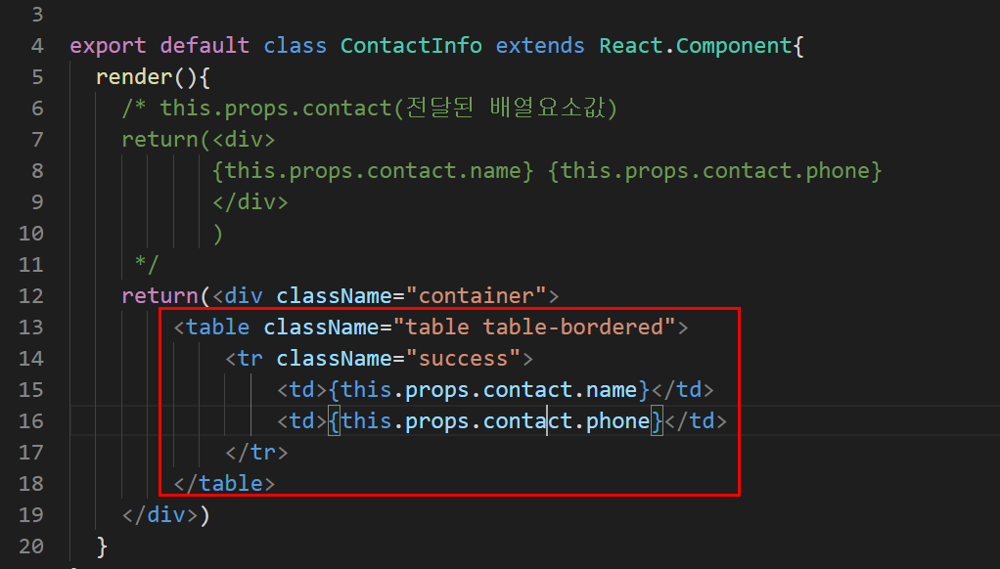 3
4 export default class ContactInfo extends React.Component{
5 render(){
6 /* this.props.contact(전달된 배열요소값)
7 return(<div>
8 {this.props.contact.name} {this.props.contact.phone}
9 </div>
10 )
11 */
12 return(<div className="container">
13 <table className="table table-bordered">
14 <tr className="success">
15 <td>{this.props.contact.name}</td>
16 <td>{this.props.contact.phone}</td>
17 </tr>
18 </table>
19 </div>)
20 }